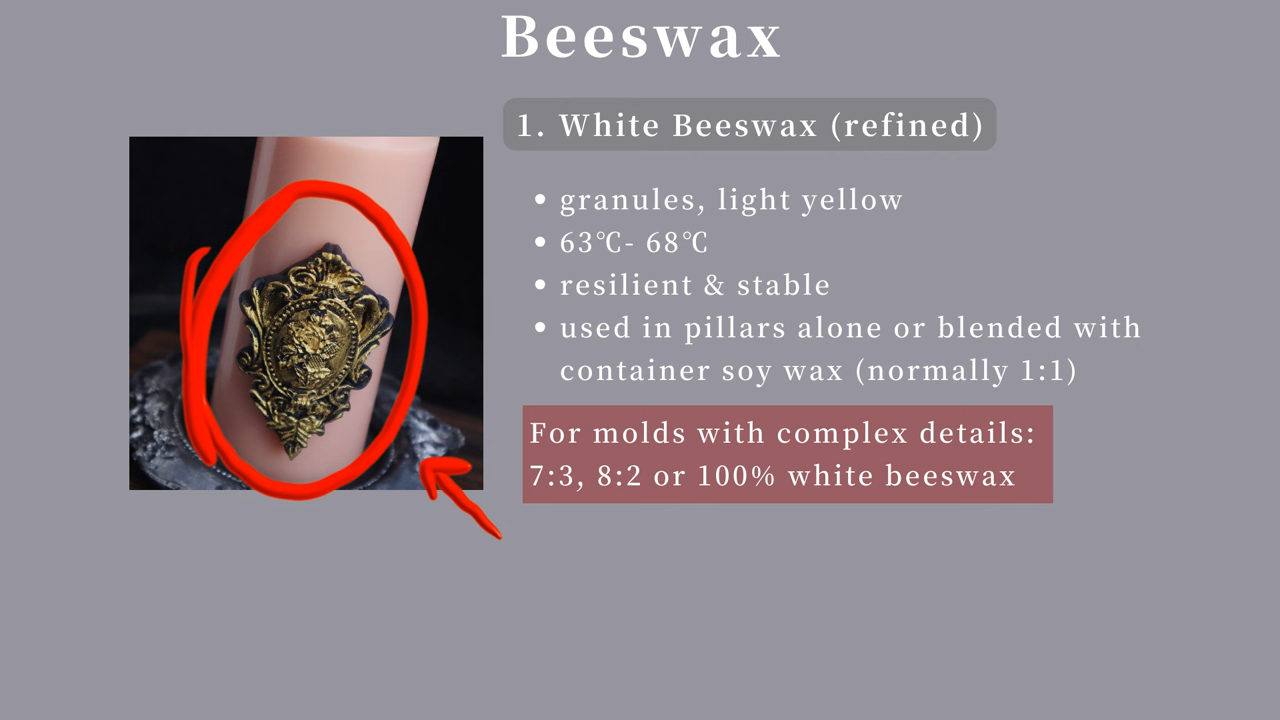 Beeswax
1. White Beeswax (refined)
• granules, light yellow
• 63℃- 68℃
• resilient & stable
• used in pillars alone or blended with
container soy wax (normally 1:1)
For molds with complex details:
7:3, 8:2 or 100% white beeswax